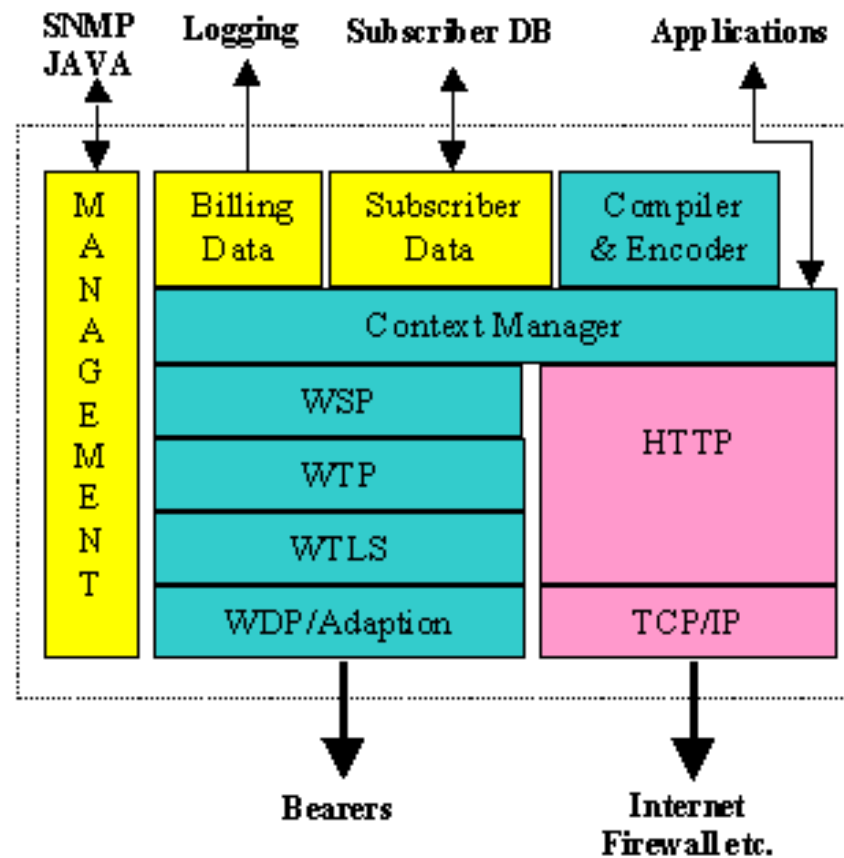 SNMP
JAVA
Logging
Subscriber DB
Applications
M
A
N
A
G
E
M
E
N
T
Billing
Data
Subscriber
Data
Compiler
& Encoder
Context Manager
WSP
WTP
WTLS
WDP/Adaption
HTTP
TCP/IP
Bearers
Internet
Firewall etc.